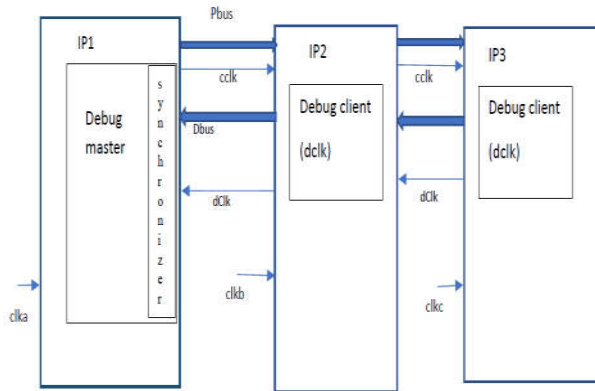 Pbus
IP1
IP2
IP3
cclk
cclk
Debug
master
synchronizer
Dbus
Debug client
(dclk)
Debug client
(dclk)
dClk
dClk
clka
clkb
clkc